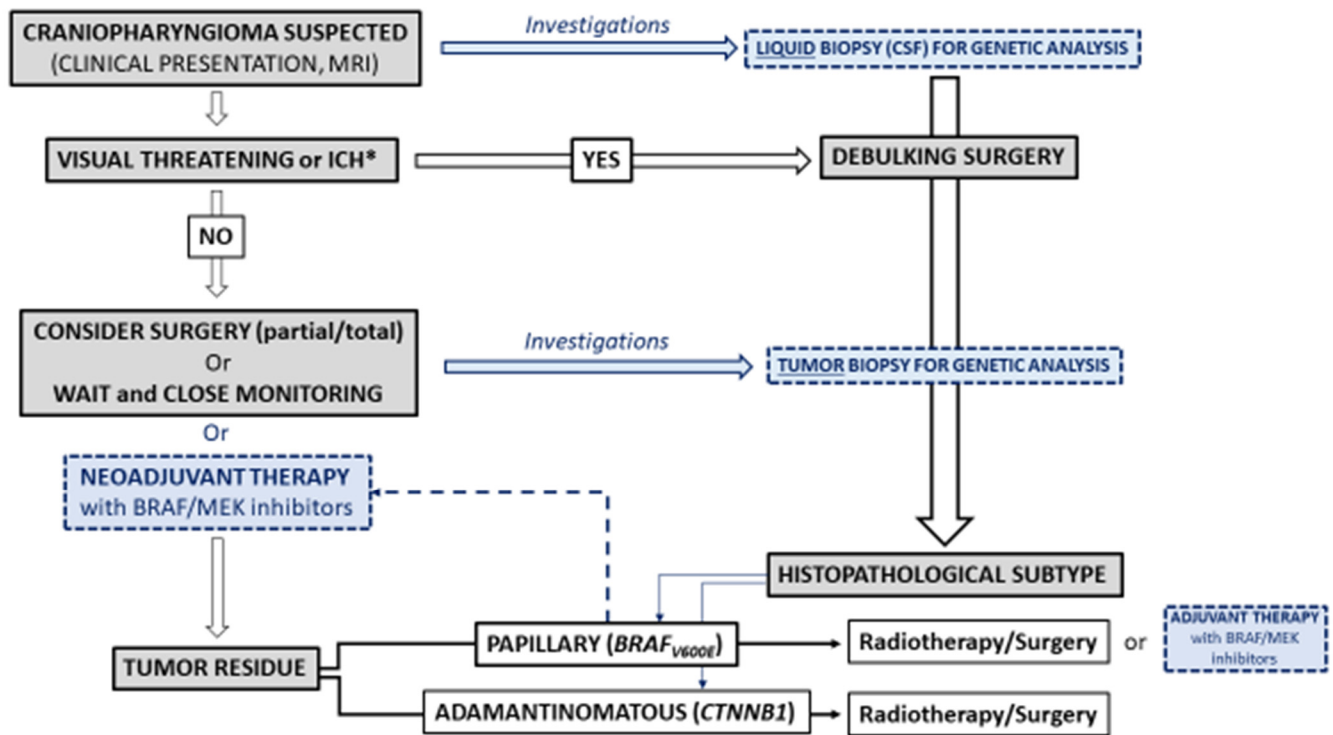 CRANIOPHARYNGIOMA SUSPECTED
(CLINICAL PRESENTATION, MRI)
Investigations
LIQUID BIOPSY (CSF) FOR GENETIC ANALYSIS
VISUAL THREATENING or ICH*
YES
DEBULKING SURGERY
NO
CONSIDER SURGERY (partial/total)
Or
WAIT and CLOSE MONITORING
Investigations
TUMOR BIOPSY FOR GENETIC ANALYSIS
Or
NEOADJUVANT THERAPY
with BRAF/MEK inhibitors
HISTOPATHOLOGICAL SUBTYPE
TUMOR RESIDUE
PAPILLARY (BRAFV600E)
Radiotherapy/Surgery
or
ADJUVANT THERAPY
with BRAF/MEK
inhibitors
ADAMANTINOMATOUS (CTNNB1)
Radiotherapy/Surgery